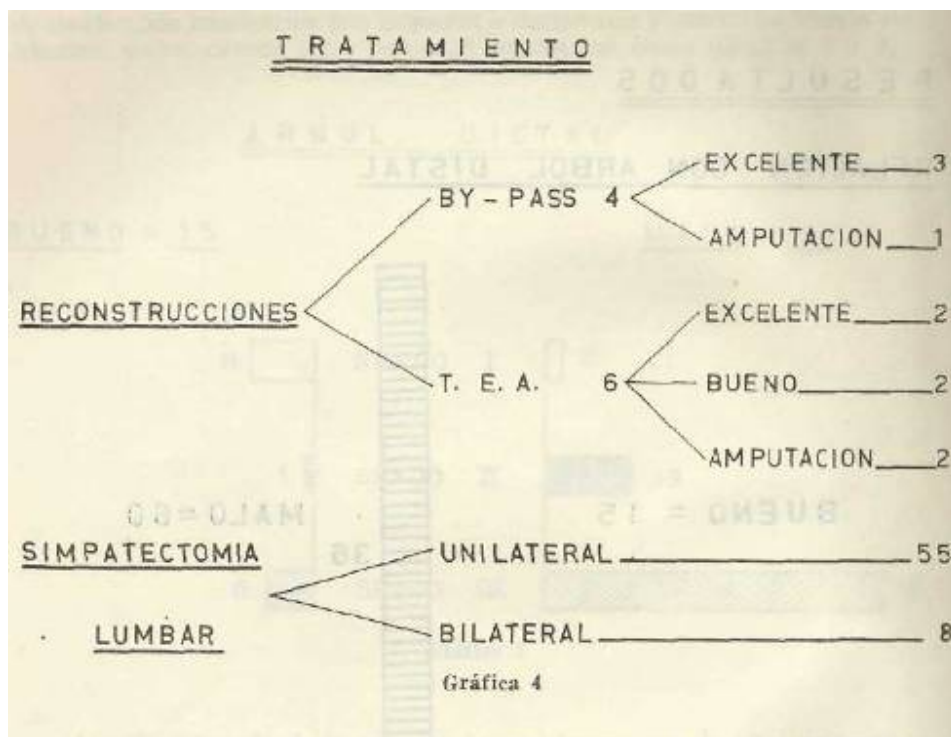 TRATAMIENTO
EXCELENTE 3
BY-PASS 4
AMPUTACION 1
RECONSTRUCCIONES
EXCELENTE 2
T. E. A. 6
BUENO 2
AMPUTACION 2
SIMPATECTOMIA
UNILATERAL 55
LUMBAR
BILATERAL 8
Gráfica 4